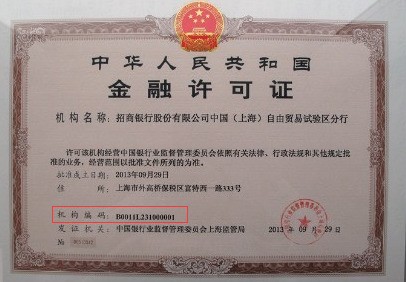 中华人民共和国
金融许可证
机构名称：招商银行股份有限公司中国（上海）自由贸易试验区分行
许可该机构经营中国银行业监督管理委员会依照有关法律、行政法规和其他规定批
准的业务，经营范围以批准文件所列的为准。
批准成立日期：2013年09月29日
住所：上海市外高桥保税区富特西一路333号
机构编码：B0011L231000001
发证机关：中国银行业监督管理委员会上海监管局
2013年09月29日
№